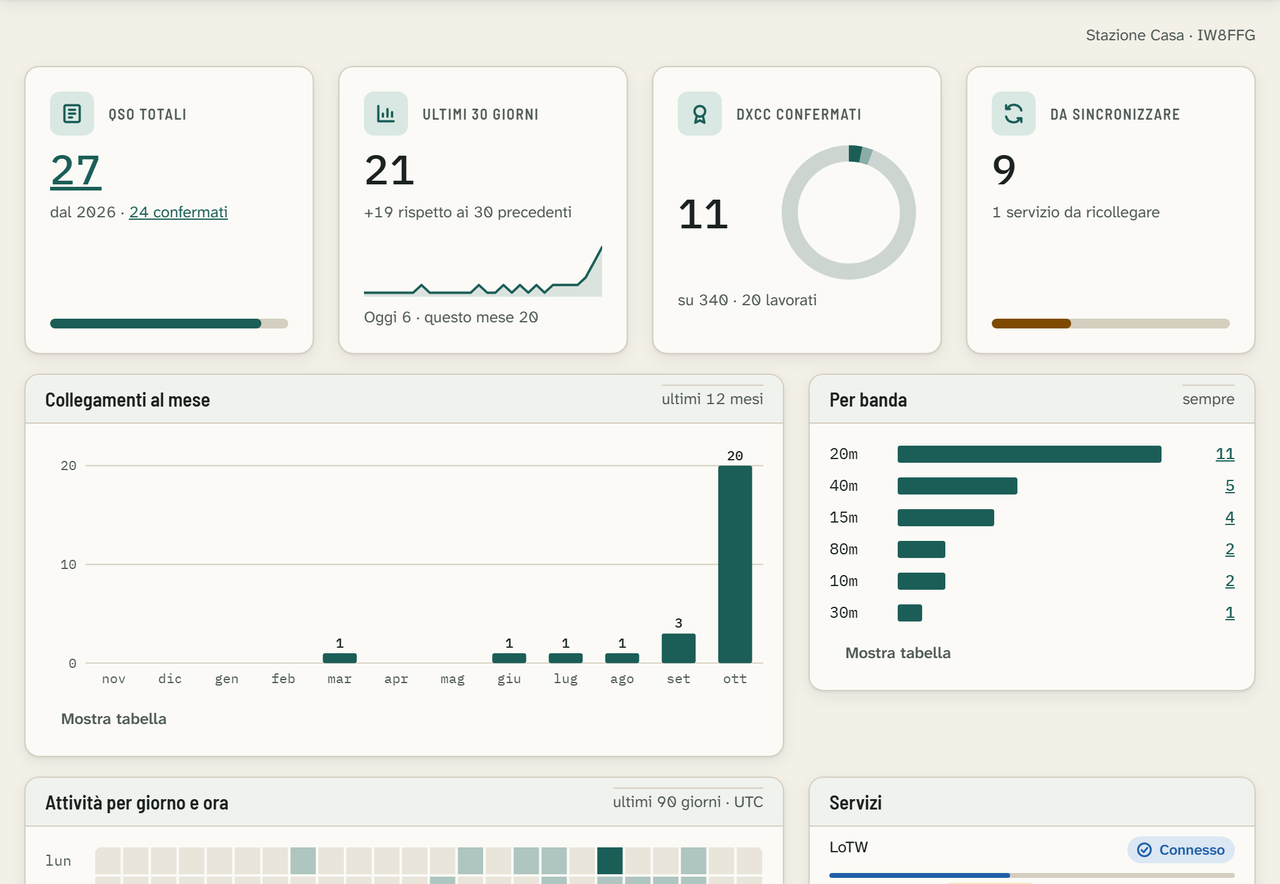 Stazione Casa · IW8FFG
QSO TOTALI
27
dal 2026 · 24 confermati
ULTIMI 30 GIORNI
21
+19 rispetto ai 30 precedenti
Oggi 6 · questo mese 20
DXCC CONFERMATI
11
su 340 · 20 lavorati
DA SINCRONIZZARE
9
1 servizio da ricollegare
Collegamenti al mese
ultimi 12 mesi
20
20
10
1
1
1
1
3
0
nov dic gen feb mar apr mag giu lug ago set ott
Mostra tabella
Per banda
sempre
20m 11
40m 5
15m 4
80m 2
10m 2
30m 1
Mostra tabella
Attività per giorno e ora
ultimi 90 giorni · UTC
lun
Servizi
LoTW
Connesso